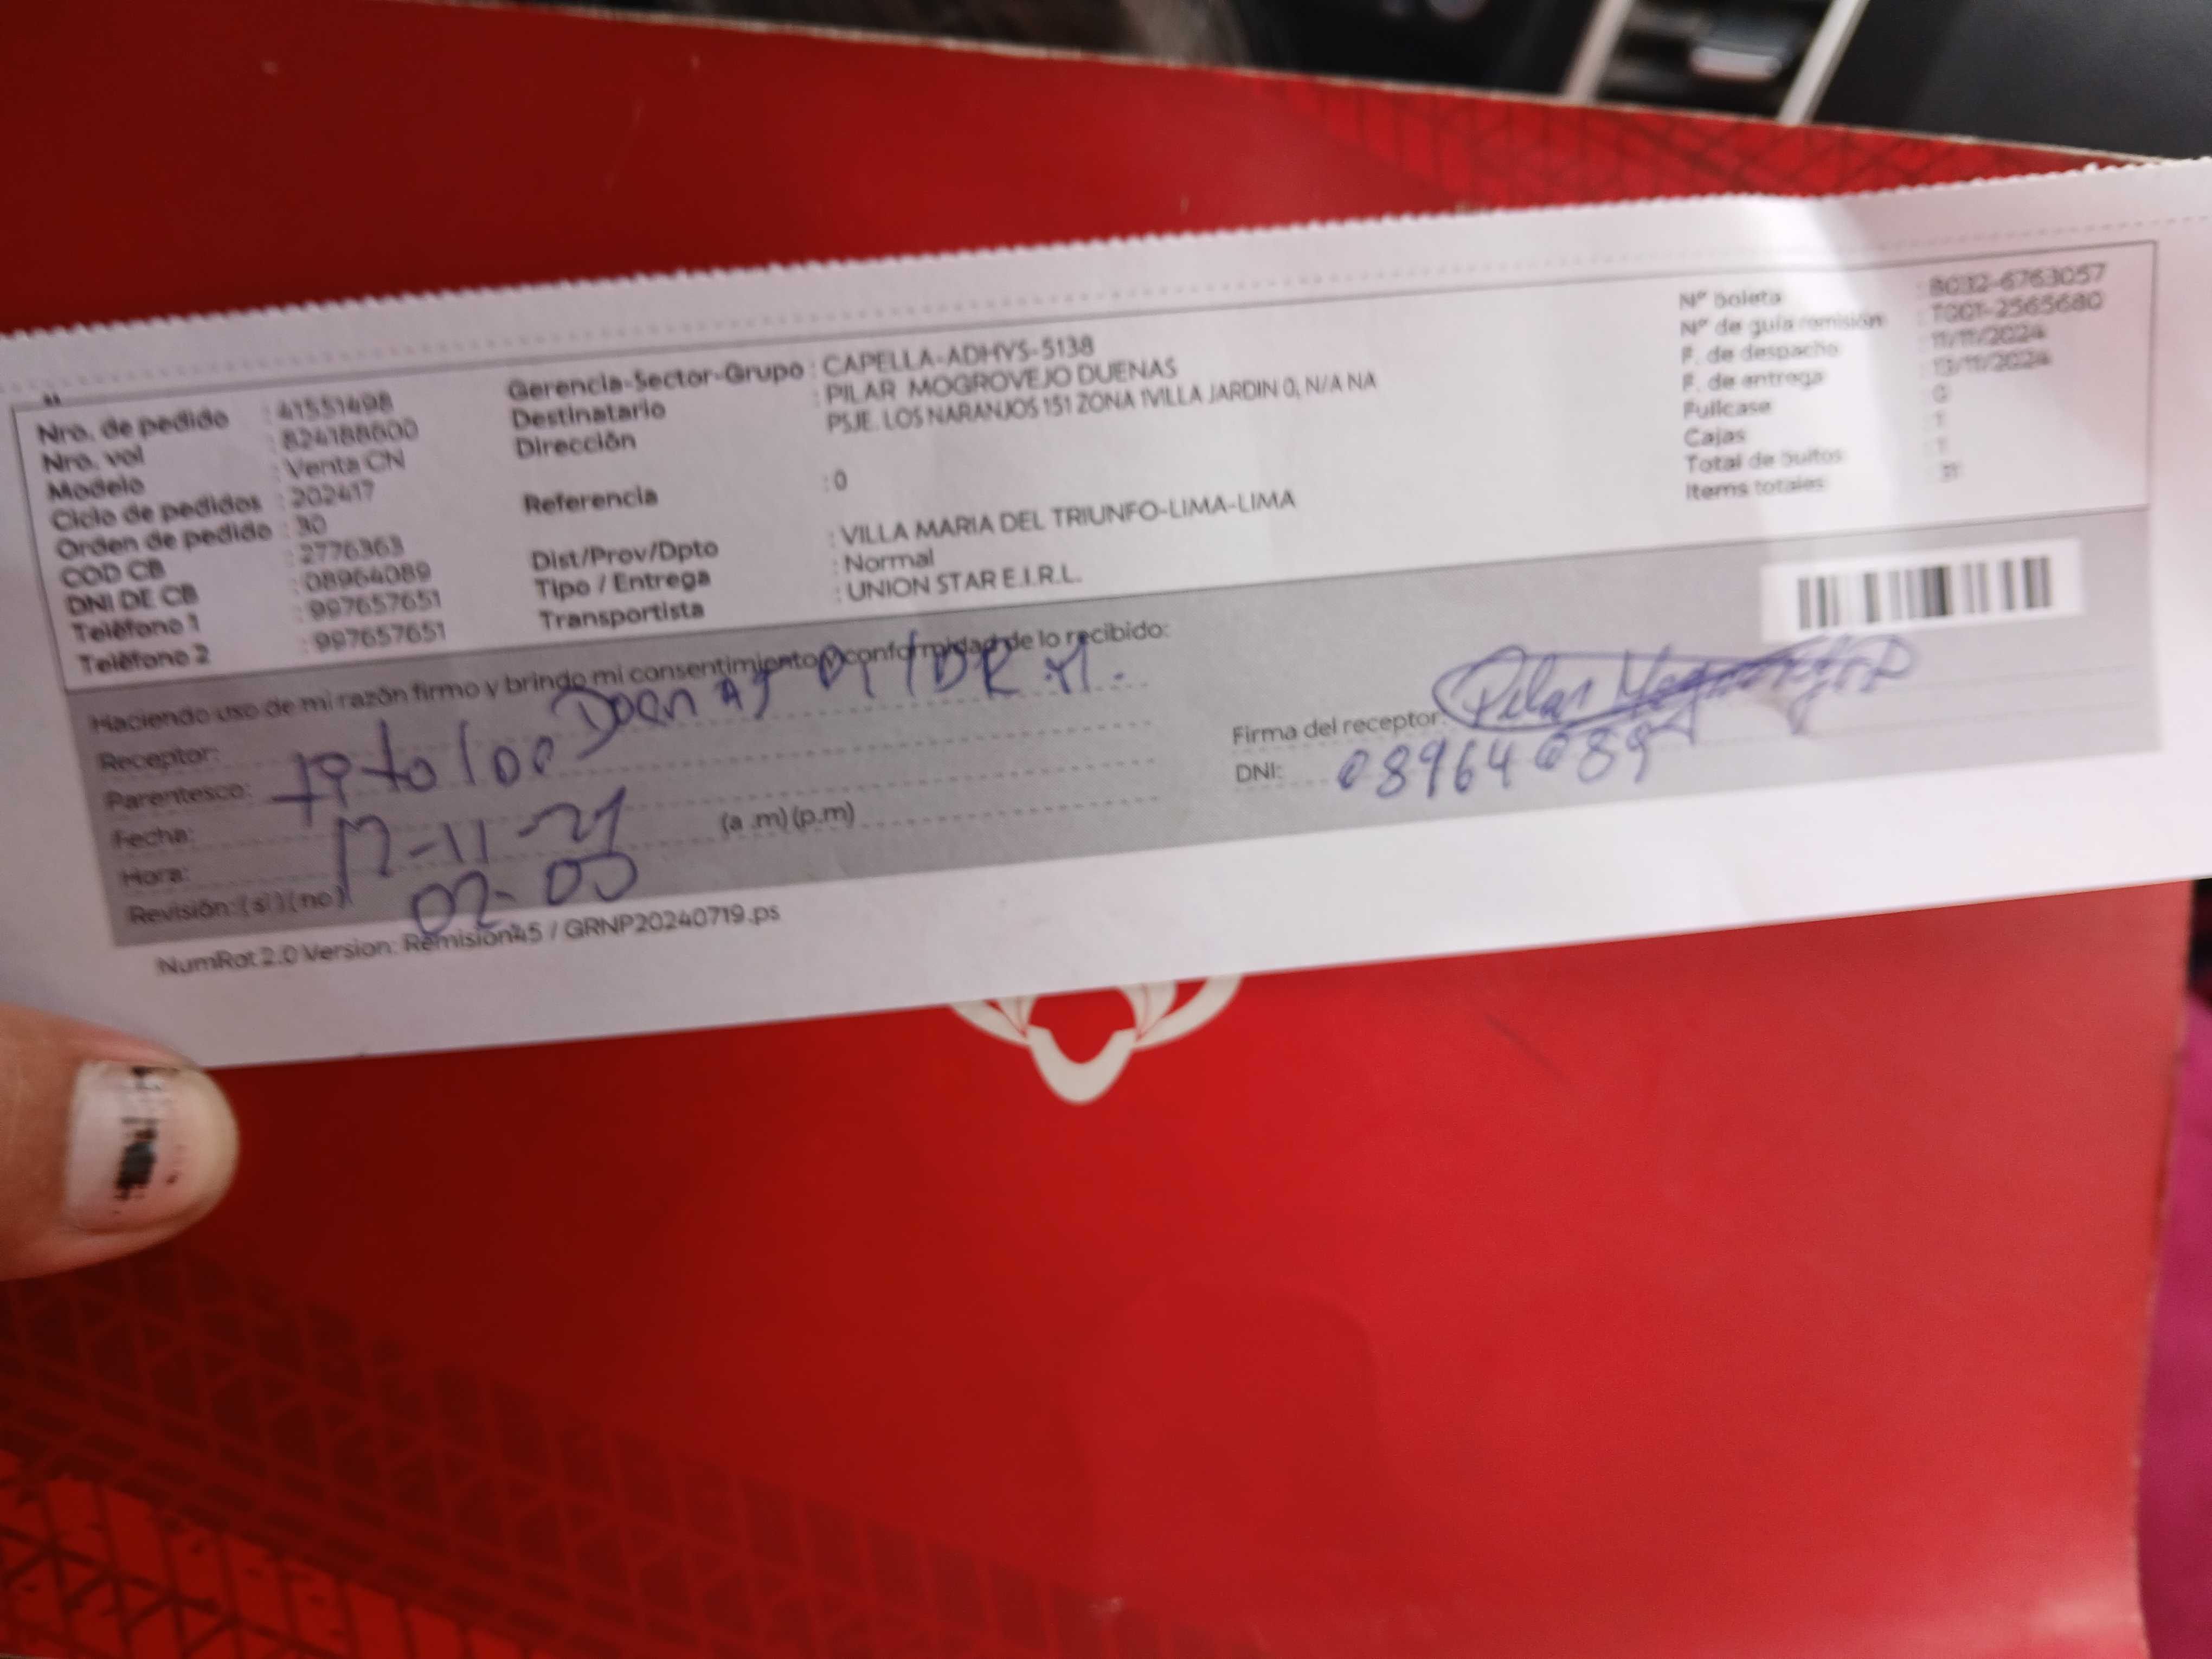 Nro. de pedido : 41551498
Nro. vol : 824188600
Modelo : Venta CN
Ciclo de pedidos : 202417
Orden de pedido : 30
COD CB : 2776363
DNI DE CB : 08964089
Teléfono 1 : 997657651
Teléfono 2 : 997657651
Gerencia-Sector-Grupo : CAPELLA-ADHYS-5138
Destinatario : PILAR MOGROVEJO DUENAS
Dirección PSJE. LOS NARANJOS 151 ZONA 1VILLA JARDIN 0, N/A NA
Referencia : 0
Dist/Prov/Dpto : VILLA MARIA DEL TRIUNFO-LIMA-LIMA
Tipo / Entrega : Normal
Transportista : UNION STAR E.I.R.L.
Nº boleta : B032-6763057
Nº de guía remisión : T001-2565680
F. de despacho : 11/11/2024
F. de entrega : 13/11/2024
Fullcase : 0
Cajas : 1
Total de bultos : 1
Items totales :
Haciendo uso de mi razón firmo y brindo mi consentimiento y conformidad de lo recibido:
Receptor:
Parentesco:
Fecha:
Hora: (a .m) (p.m)
Revisión: (si) (no) 02-00
Firma del receptor: Pilar
DNI: 08964089
NumRot 2.0 Version: Remision45 / GRNP20240719.ps